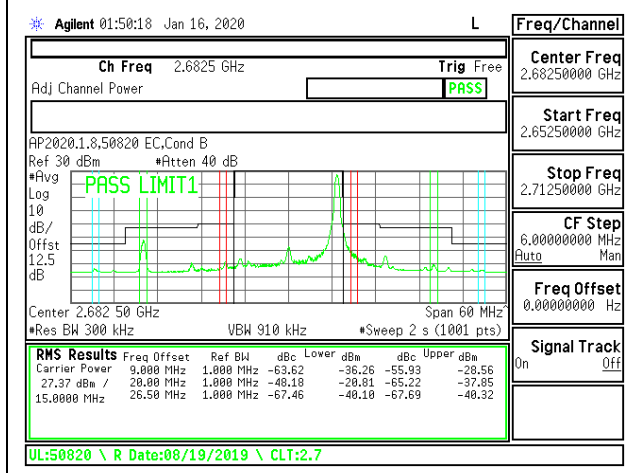 Agilent 01:50:18 Jan 16, 2020 L Freq/Channel
Ch Freq 2.6825 GHz Trig Free
Adj Channel Power PASS
AP2020.1.8,50820 EC,Cond B
Ref 30 dBm #Atten 40 dB
#Avg
Log
10
dB/
Offst
12.5
dB
PASS LIMIT1
Center 2.682 50 GHz Span 60 MHz^
#Res BW 300 kHz VBW 910 kHz #Sweep 2 s (1001 pts)
RMS Results Freq Offset Ref BW dBc Lower dBm dBc Upper dBm
Carrier Power 9.000 MHz 1.000 MHz -63.62 -36.26 -55.93 -28.56
27.37 dBm / 20.00 MHz 1.000 MHz -48.18 -20.81 -65.22 -37.85
15.0000 MHz 26.50 MHz 1.000 MHz -67.46 -40.10 -67.69 -40.32
UL:50820 \ R Date:08/19/2019 \ CLT:2.7
Center Freq
2.68250000 GHz
Start Freq
2.65250000 GHz
Stop Freq
2.71250000 GHz
CF Step
6.00000000 MHz
Auto Man
Freq Offset
0.00000000 Hz
Signal Track
On Off